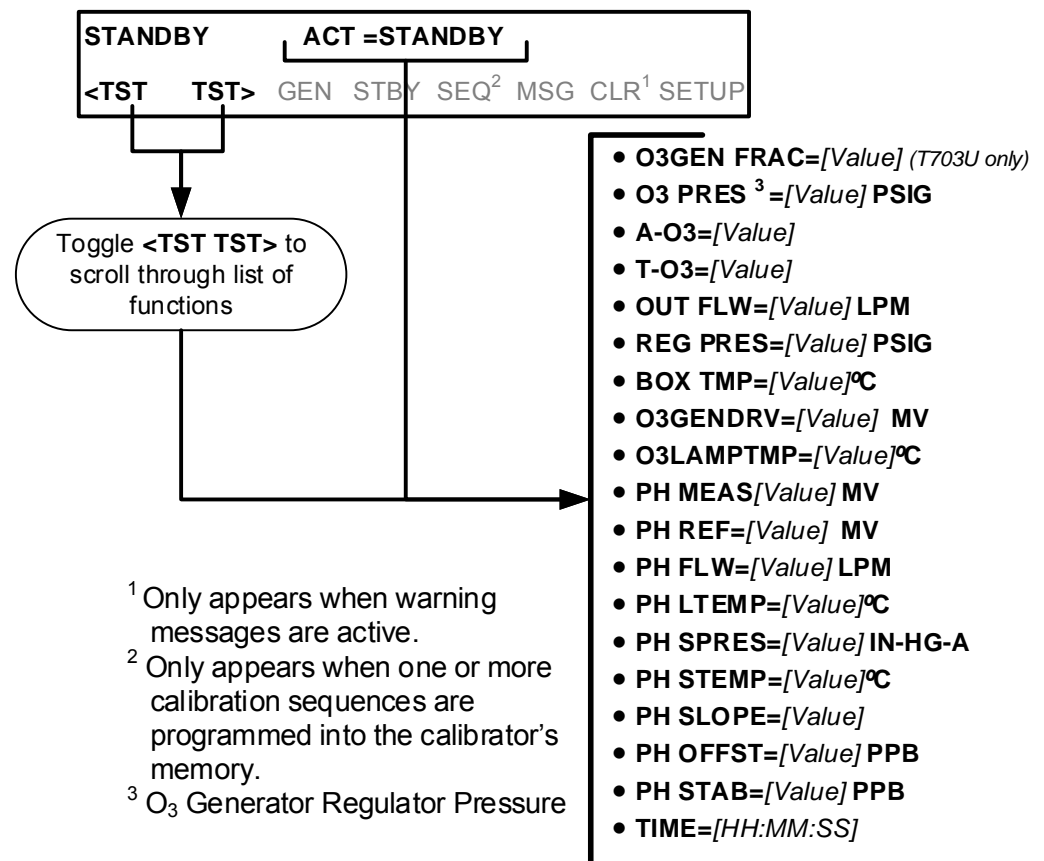 STANDBY ACT =STANDBY
<TST TST> GEN STBY SEQ2 MSG CLR1 SETUP
Toggle <TST TST> to
scroll through list of
functions
• O3GEN FRAC=[Value] (T703U only)
• O3 PRES 3 =[Value] PSIG
• A-O3=[Value]
• T-O3=[Value]
• OUT FLW=[Value] LPM
• REG PRES=[Value] PSIG
• BOX TMP=[Value]ºC
• O3GENDRV=[Value] MV
• O3LAMPTMP=[Value]ºC
• PH MEAS[Value] MV
• PH REF=[Value] MV
• PH FLW=[Value] LPM
• PH LTEMP=[Value]ºC
• PH SPRES=[Value] IN-HG-A
• PH STEMP=[Value]ºC
• PH SLOPE=[Value]
• PH OFFST=[Value] PPB
• PH STAB=[Value] PPB
• TIME=[HH:MM:SS]
1 Only appears when warning
messages are active.
2 Only appears when one or more
calibration sequences are
programmed into the calibrator's
memory.
3 O3 Generator Regulator Pressure